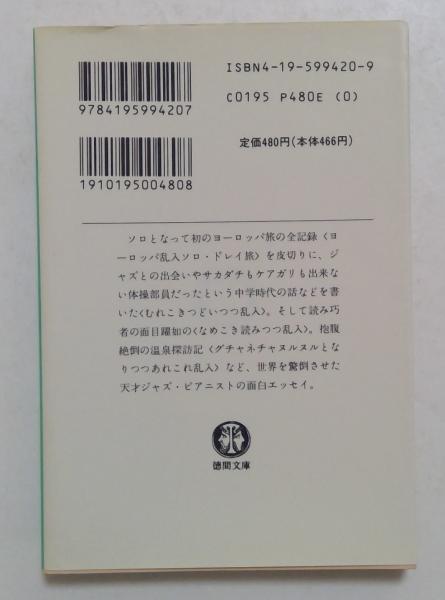 ISBN4-19-599420-9
9784195994207
C0195 P480E (0)
定価480円(本体466円)
1910195004808
ソロとなって初のヨーロッパ旅の全記録〈ヨ
ーロッパ乱入ソロ・ドレイ旅〉を皮切りに、ジ
ャズとの出会いやサカダチもケアガリも出来な
い体操部員だったという中学時代の話などを書
いた〈むれこきつどいつつ乱入〉。そして読み巧
者の面目躍如の〈なめこき読みつつ乱入〉。抱腹
絶倒の温泉探訪記〈グチャネチャヌルヌルとな
りつつあれこれ乱入〉など、世界を驚倒させた
天才ジャズ・ピアニストの面白エッセイ。
徳間文庫